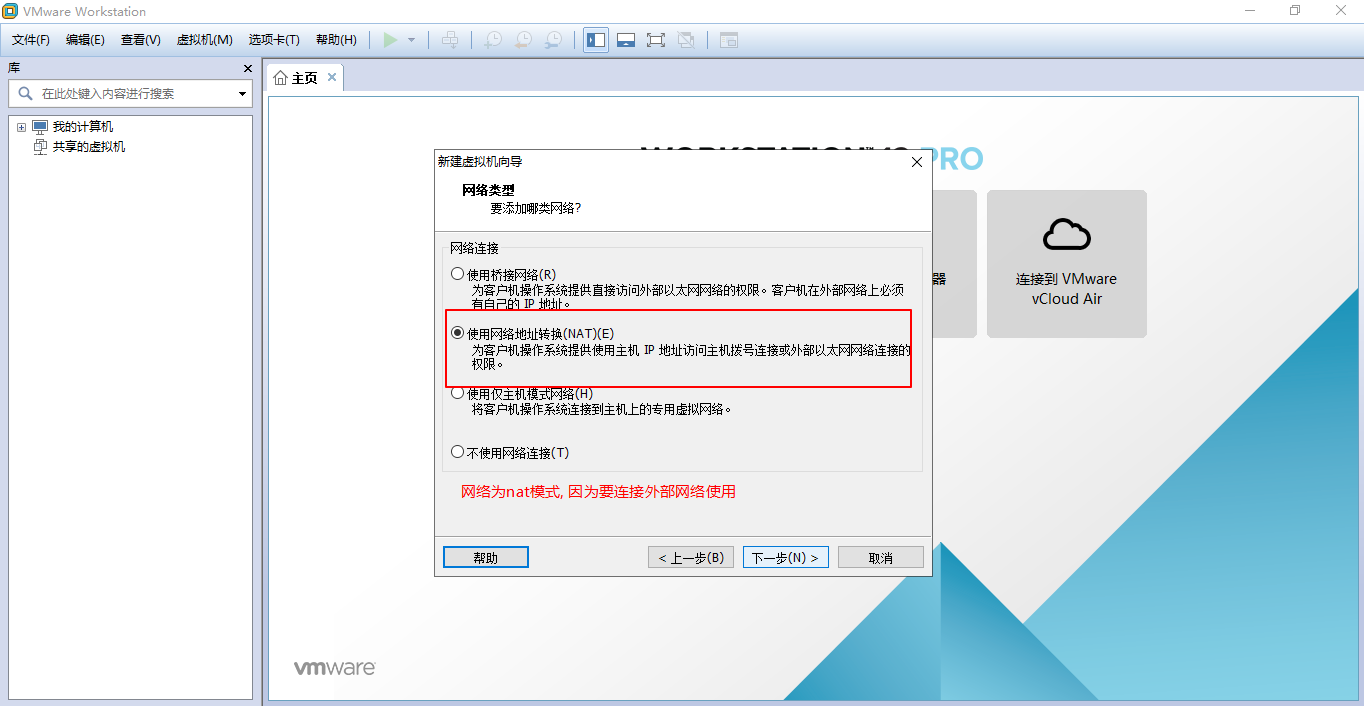 VMware Workstation
文件(F) 编辑(E) 查看(V) 虚拟机(M) 选项卡(T) 帮助(H)
库
在此处键入内容进行搜索
我的计算机
共享的虚拟机
主页
PRO
新建虚拟机向导
网络类型
要添加哪类网络?
网络连接
使用桥接网络(R)
为客户机操作系统提供直接访问外部以太网网络的权限。客户机在外部网络上必须
有自己的 IP 地址。
使用网络地址转换(NAT)(E)
为客户机操作系统提供使用主机 IP 地址访问主机拨号连接或外部以太网网络连接的
权限。
使用仅主机模式网络(H)
将客户机操作系统连接到主机上的专用虚拟网络。
不使用网络连接(T)
网络为nat模式, 因为要连接外部网络使用
帮助
< 上一步(B)
下一步(N) >
取消
器
连接到 VMware
vCloud Air
vmware